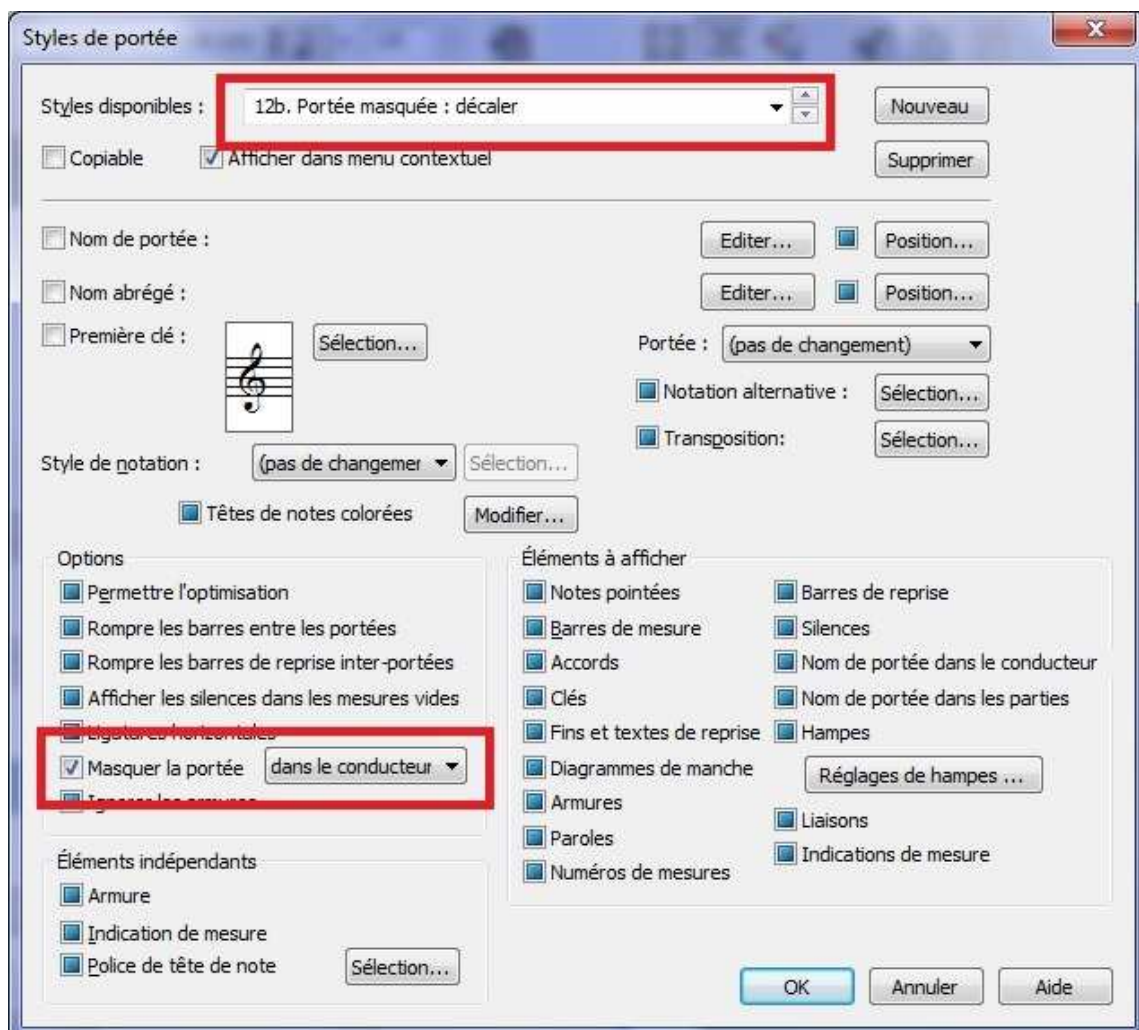 Styles de portée
Styles disponibles : 12b. Portée masquée : décaler Nouveau
Copiable Afficher dans menu contextuel Supprimer
Nom de portée : Editer... Position...
Nom abrégé : Editer... Position...
Première clé : Sélection... Portée : (pas de changement)
Notation alternative : Sélection...
Transposition: Sélection...
Style de notation : (pas de changemer Sélection...
Têtes de notes colorées Modifier...
Options
Permettre l'optimisation
Rompre les barres entre les portées
Rompre les barres de reprise inter-portées
Afficher les silences dans les mesures vides
Ligatures horizontales
Masquer la portée dans le conducteur
Ignorer les armures
Éléments indépendants
Armure
Indication de mesure
Police de tête de note Sélection...
Éléments à afficher
Notes pointées
Barres de mesure
Accords
Clés
Fins et textes de reprise
Diagrammes de manche
Armures
Paroles
Numéros de mesures
Barres de reprise
Silences
Nom de portée dans le conducteur
Nom de portée dans les parties
Hampes
Réglages de hampes ...
Liaisons
Indications de mesure
OK Annuler Aide